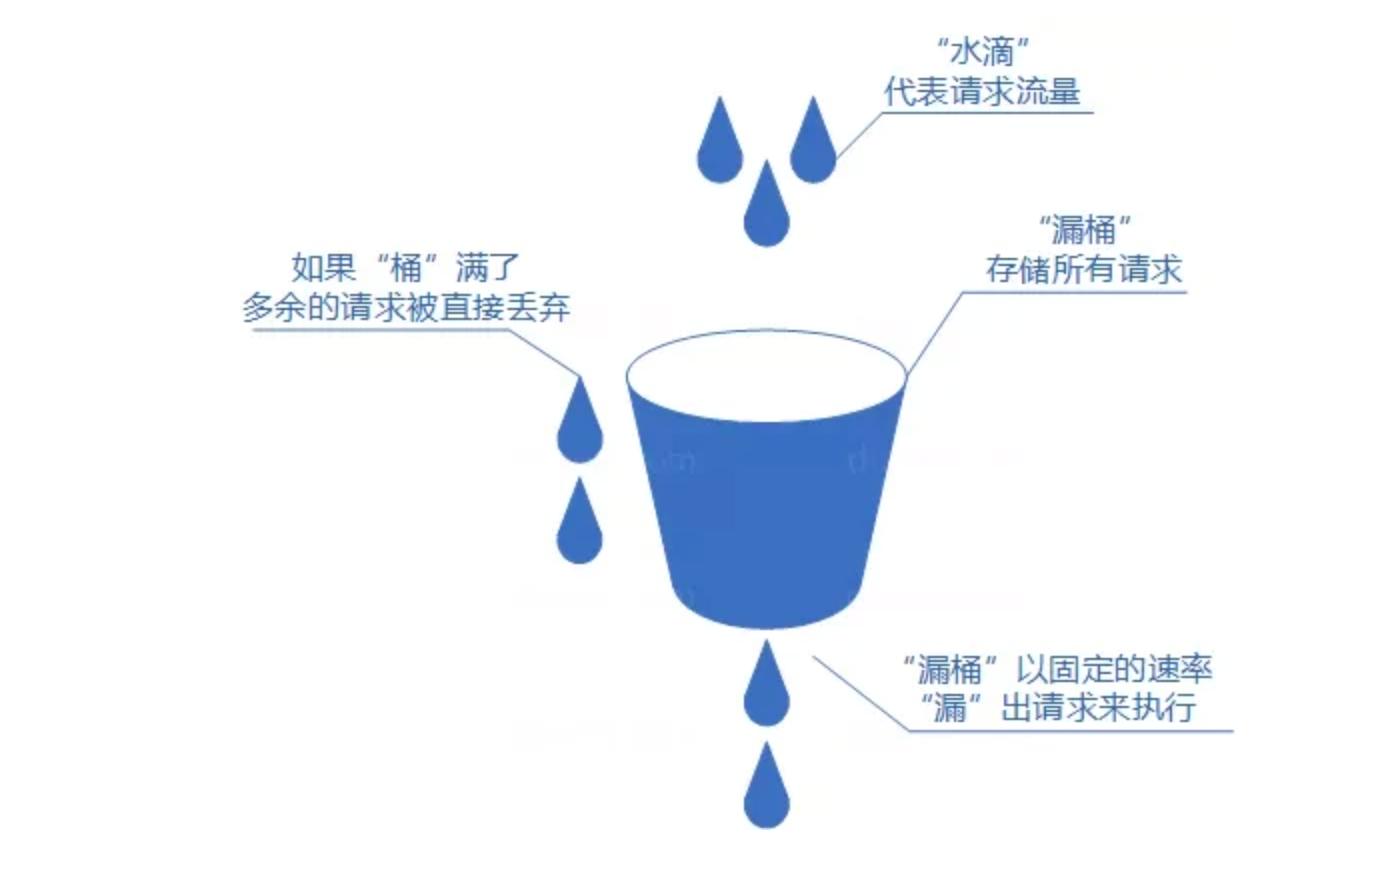 “水滴”
代表请求流量
“漏桶”
存储所有请求
如果“桶”满了
多余的请求被直接丢弃
“漏桶”以固定的速率
“漏”出请求来执行